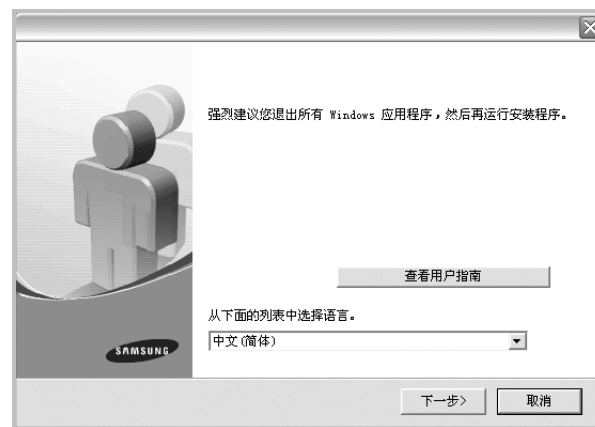 强烈建议您退出所有 Windows 应用程序，然后再运行安装程序。
查看用户指南
从下面的列表中选择语言。
中文(简体)
SAMSUNG
下一步>
取消